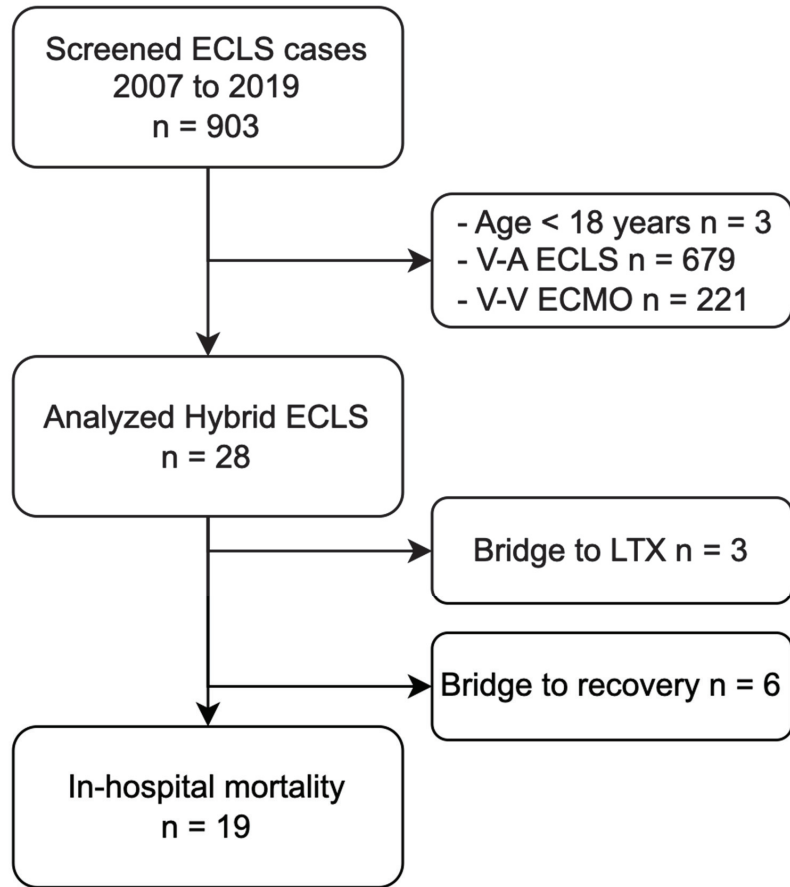 Screened ECLS cases
2007 to 2019
n = 903
- Age < 18 years n = 3
- V-A ECLS n = 679
- V-V ECMO n = 221
Analyzed Hybrid ECLS
n = 28
Bridge to LTX n = 3
Bridge to recovery n = 6
In-hospital mortality
n = 19